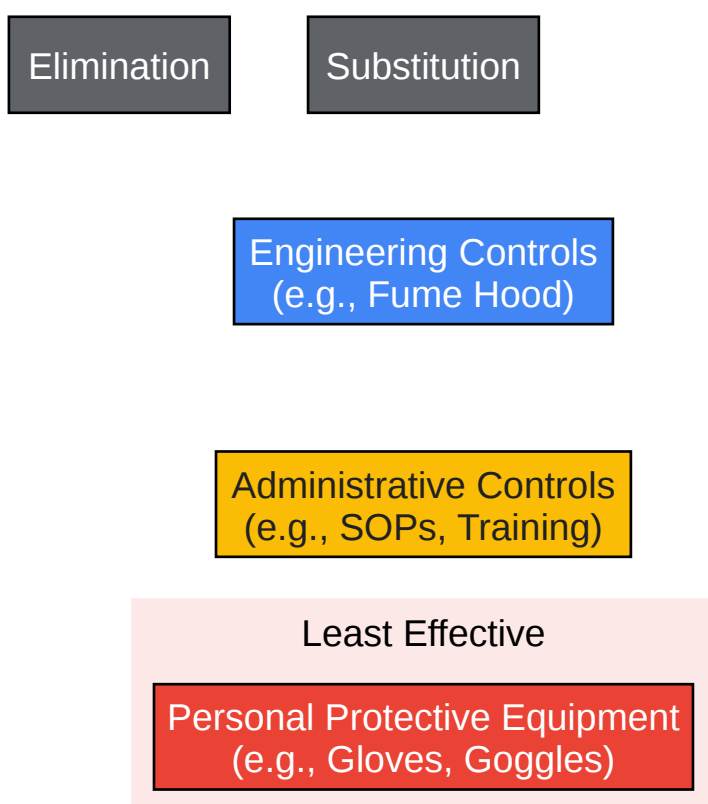 Elimination
Substitution
Engineering Controls
(e.g., Fume Hood)
Administrative Controls
(e.g., SOPs, Training)
Least Effective
Personal Protective Equipment
(e.g., Gloves, Goggles)